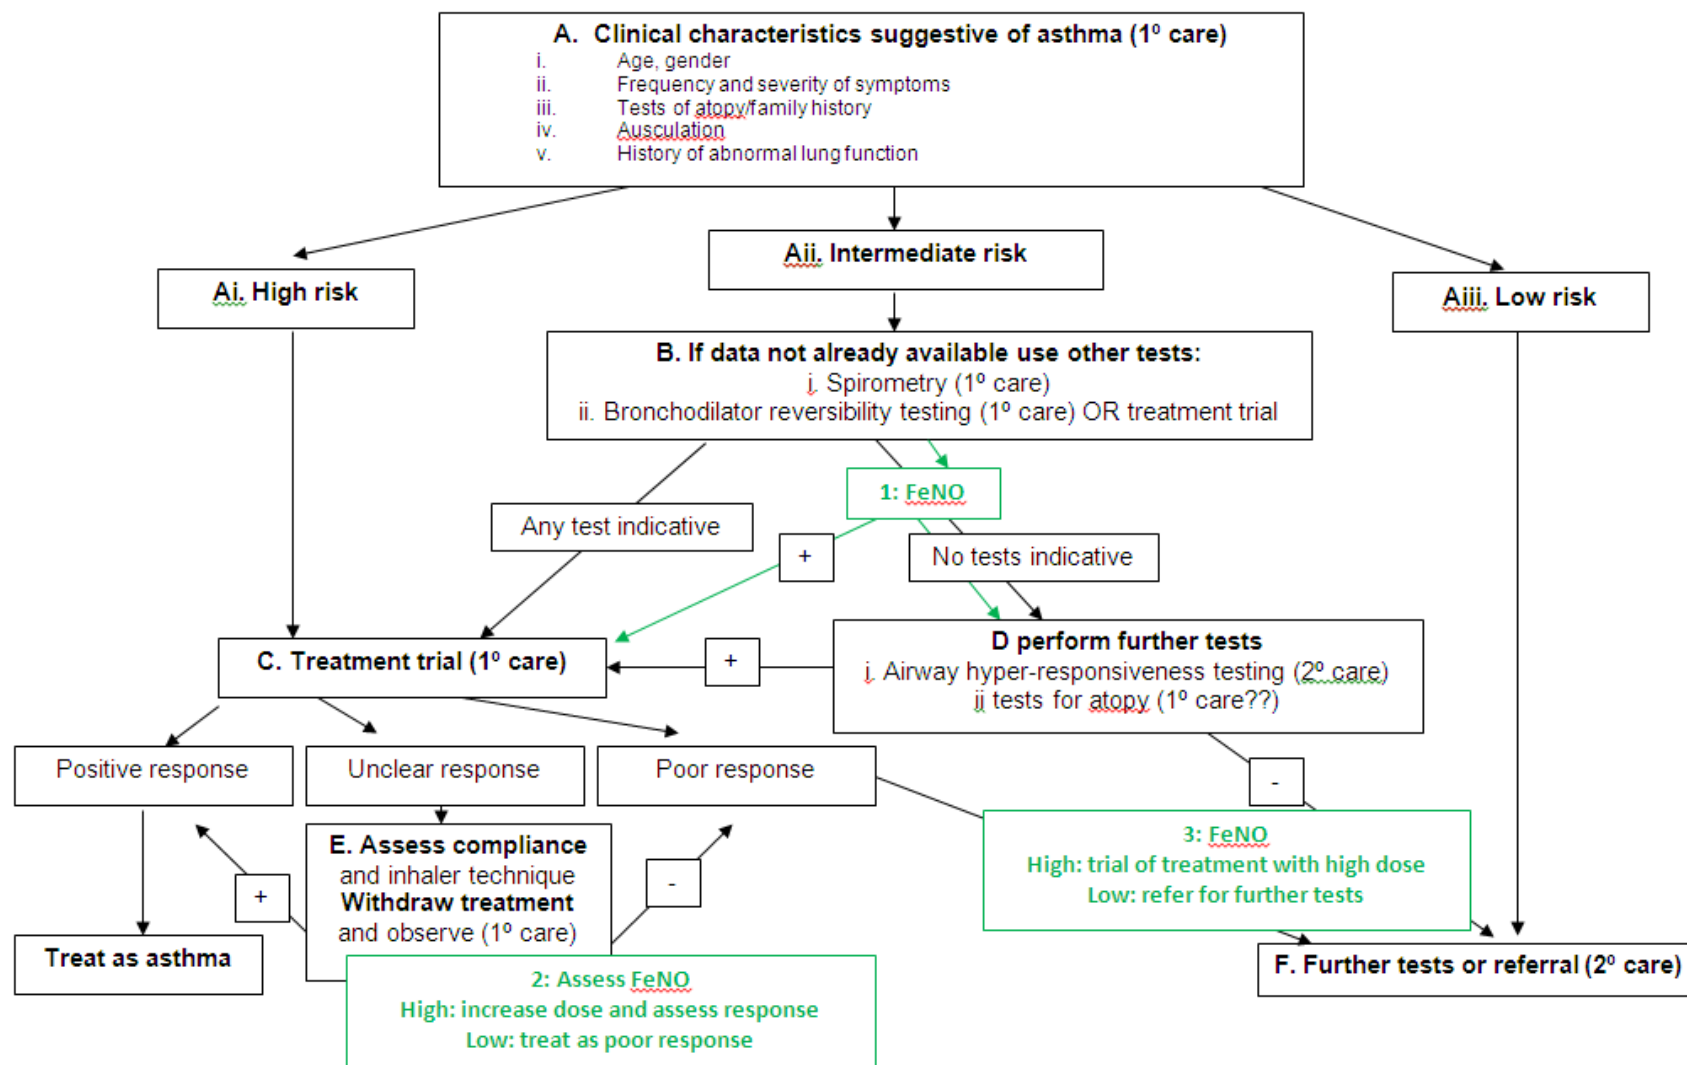 A. Clinical characteristics suggestive of asthma (1º care)
i. Age, gender
ii. Frequency and severity of symptoms
iii. Tests of atopy/family history
iv. Ausculation
v. History of abnormal lung function
Ai. High risk
Aii. Intermediate risk
Aiii. Low risk
B. If data not already available use other tests:
i. Spirometry (1º care)
ii. Bronchodilator reversibility testing (1º care) OR treatment trial
1: FeNO
Any test indicative
+
No tests indicative
C. Treatment trial (1º care)
+
D perform further tests
i. Airway hyper-responsiveness testing (2º care)
ii tests for atopy (1º care??)
Positive response
Unclear response
Poor response
-
E. Assess compliance
and inhaler technique
Withdraw treatment
and observe (1º care)
+
-
3: FeNO
High: trial of treatment with high dose
Low: refer for further tests
Treat as asthma
2: Assess FeNO
High: increase dose and assess response
Low: treat as poor response
F. Further tests or referral (2º care)